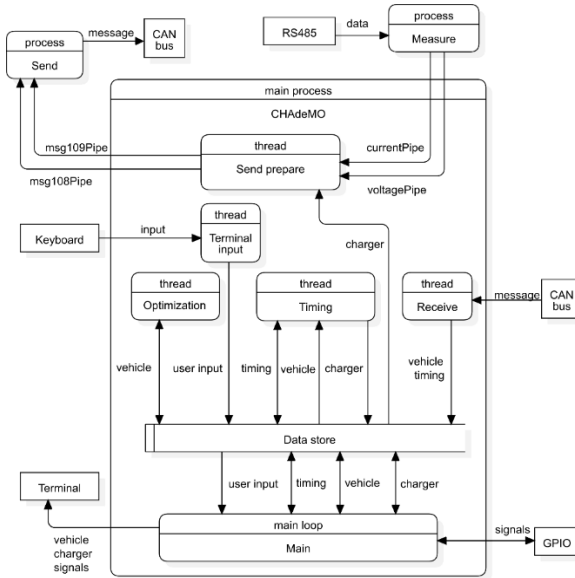 process
Send
message
CAN
bus
RS485
data
process
Measure
main process
CHAdeMO
msg109Pipe
msg108Pipe
thread
Send prepare
currentPipe
voltagePipe
Keyboard
input
thread
Terminal
input
charger
thread
Optimization
thread
Timing
thread
Receive
message
CAN
bus
vehicle
user input
timing
vehicle
charger
vehicle
timing
Data store
user input
timing
vehicle
charger
Terminal
vehicle
charger
signals
main loop
Main
signals
GPIO